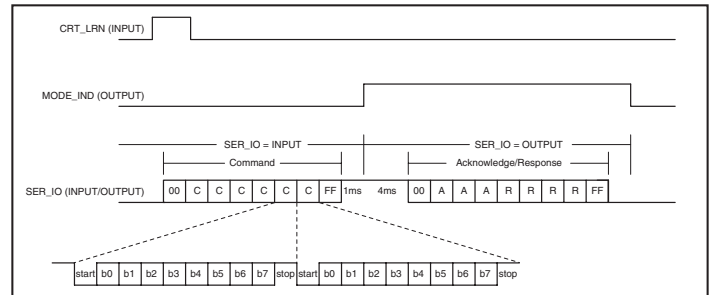 CRT_LRN (INPUT)
MODE_IND (OUTPUT)
SER_IO = INPUT SER_IO = OUTPUT
Command Acknowledge/Response
SER_IO (INPUT/OUTPUT) 00 C C C C C C FF 1ms 4ms 00 A A A R R R R FF
start b0 b1 b2 b3 b4 b5 b6 b7 stop start b0 b1 b2 b3 b4 b5 b6 b7 stop